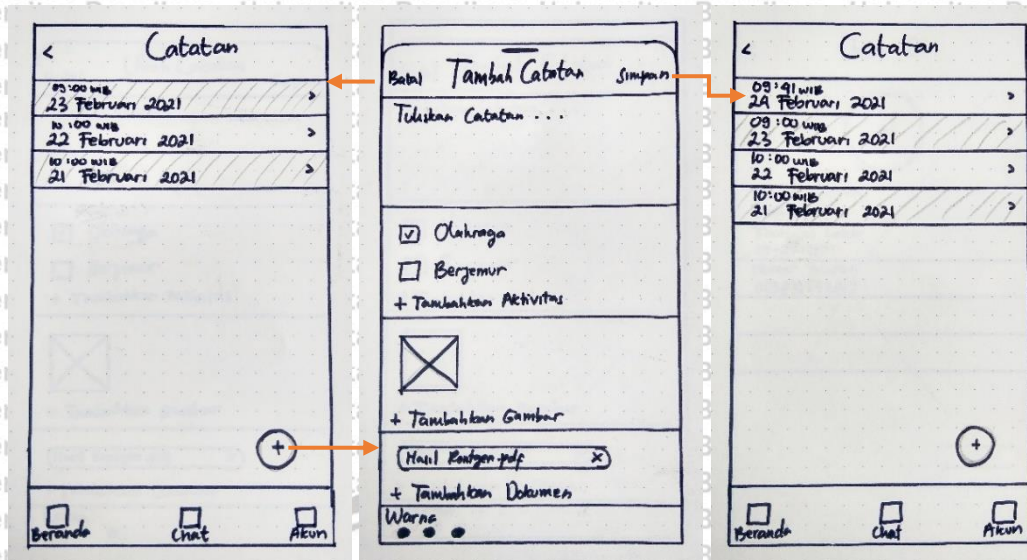 <
Catatan
09:00 WIB
23 Februari 2021 >
10:00 WIB
22 Februari 2021 >
10:00 WIB
21 Februari 2021 >
+
Beranda Chat Akun
Batal Tambah Catatan Simpan
Tuliskan Catatan ...
Olahraga
Berjemur
+ Tambahkan Aktivitas
+ Tambahkan Gambar
Hasil Rontgen.pdf X
+ Tambahkan Dokumen
Warna
<
Catatan
09:41 WIB
24 Februari 2021 >
09:00 WIB
23 Februari 2021 >
10:00 WIB
22 Februari 2021 >
10:00 WIB
21 Februari 2021 >
+
Beranda Chat Akun